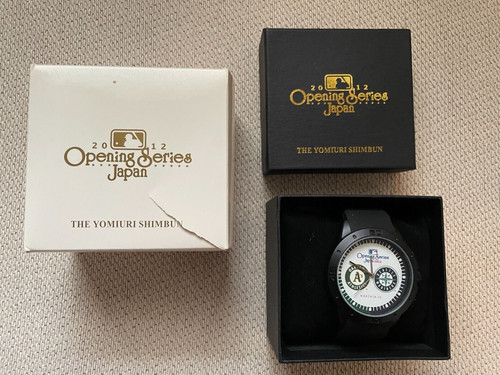 2012
Opening Series
Japan
THE YOMIURI SHIMBUN
2012
Opening Series
Japan
THE YOMIURI SHIMBUN
Opening Series
A's